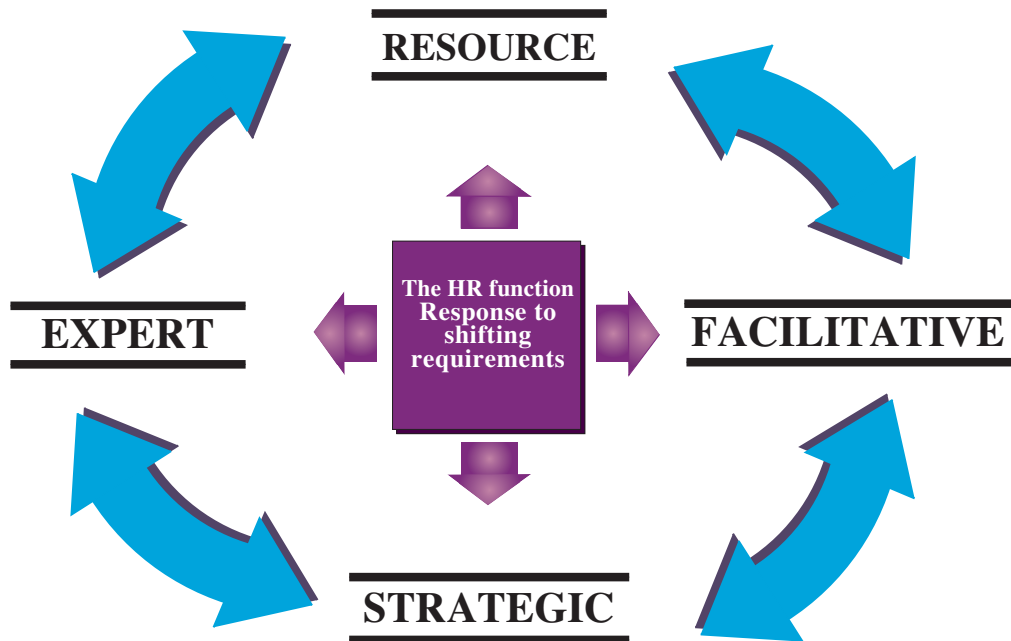 RESOURCE
The HR function
Response to
shifting
requirements
EXPERT
FACILITATIVE
STRATEGIC